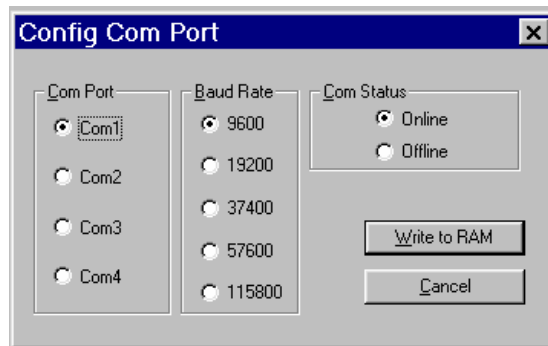 Config Com Port
Com Port
Com1
Com2
Com3
Com4
Baud Rate
9600
19200
37400
57600
115800
Com Status
Online
Offline
Write to RAM
Cancel